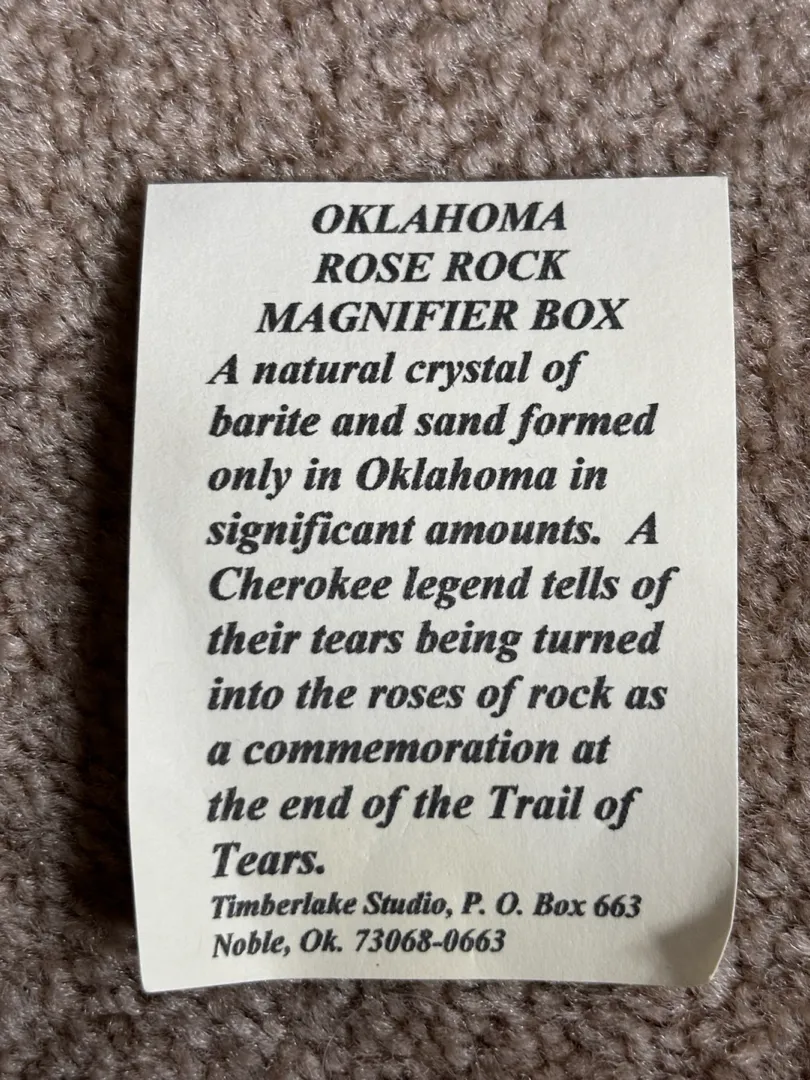 OKLAHOMA
ROSE ROCK
MAGNIFIER BOX
A natural crystal of
barite and sand formed
only in Oklahoma in
significant amounts.  A
Cherokee legend tells of
their tears being turned
into the roses of rock as
a commemoration at
the end of the Trail of
Tears.
Timberlake Studio, P. O. Box 663
Noble, Ok. 73068-0663